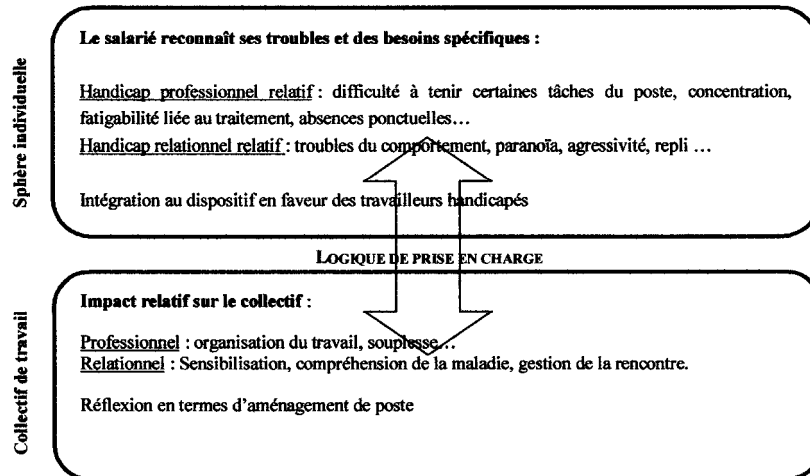 Sphère individuelle
Le salarié reconnaît ses troubles et des besoins spécifiques :
Handicap professionnel relatif : difficulté à tenir certaines tâches du poste, concentration,
fatigabilité liée au traitement, absences ponctuelles…
Handicap relationnel relatif : troubles du comportement, paranoïa, agressivité, repli …
Intégration au dispositif en faveur des travailleurs handicapés
LOGIQUE DE PRISE EN CHARGE
Collectif de travail
Impact relatif sur le collectif :
Professionnel : organisation du travail, souplesse…
Relationnel : Sensibilisation, compréhension de la maladie, gestion de la rencontre.
Réflexion en termes d'aménagement de poste